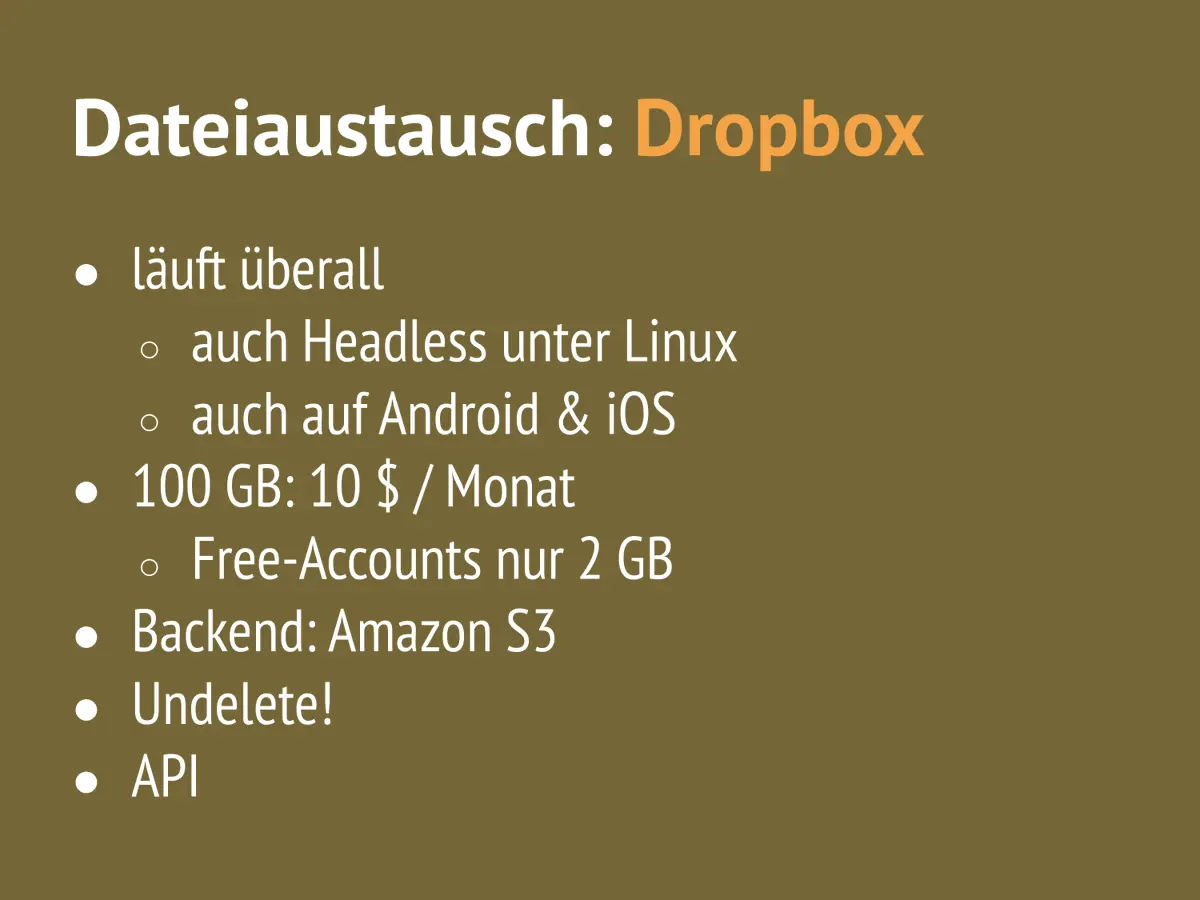 Dateiaustausch: Dropbox
● läuft überall
○ auch Headless unter Linux
○ auch auf Android & iOS
● 100 GB: 10 $ / Monat
○ Free-Accounts nur 2 GB
● Backend: Amazon S3
● Undelete!
● API